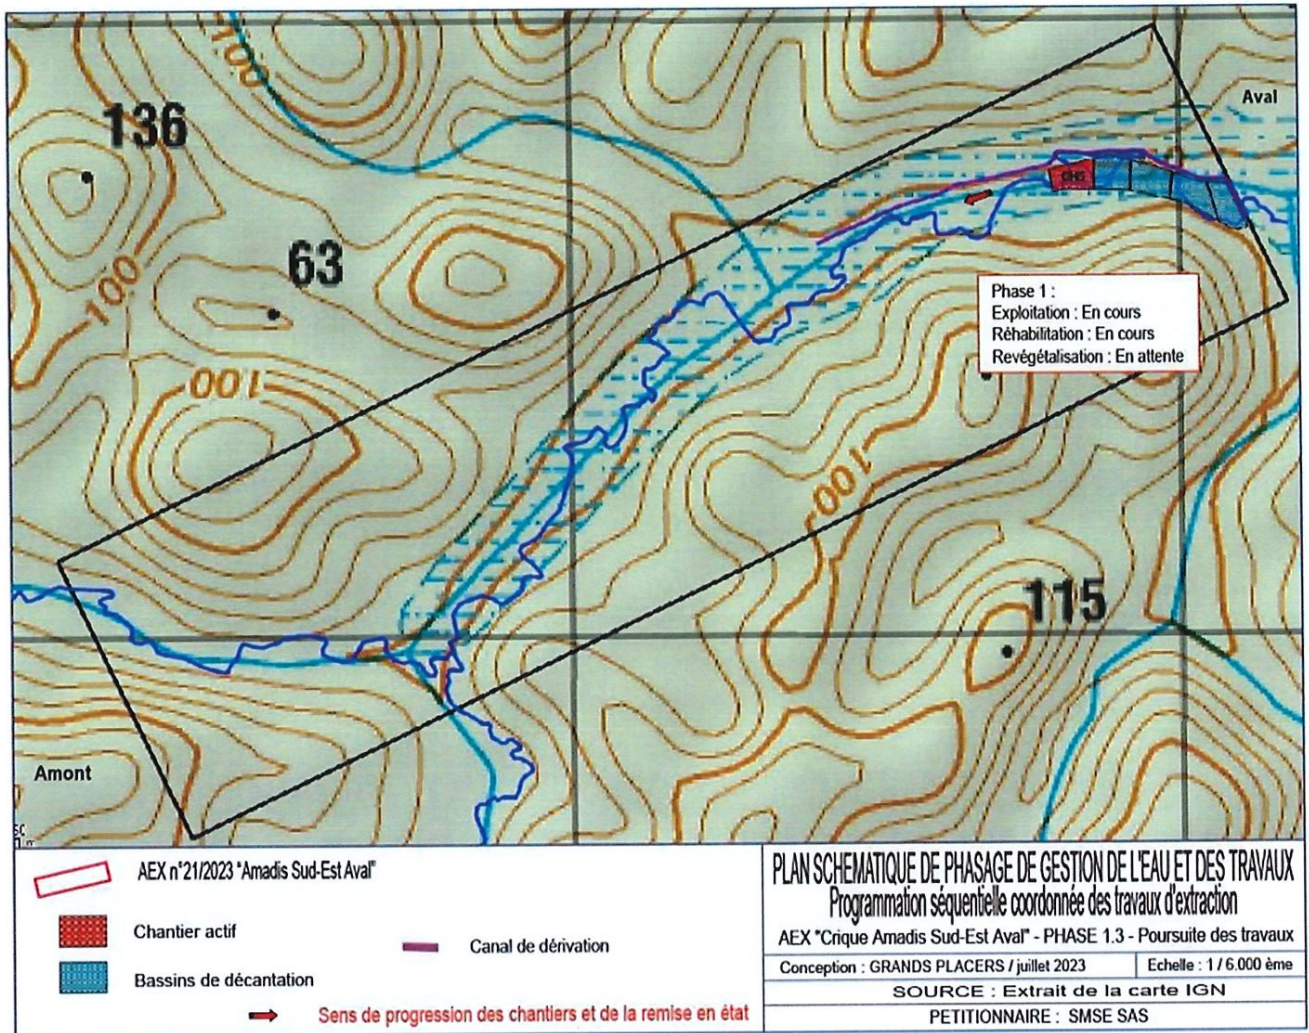 136
100
63
100
100
100
115
Aval
Amont
Phase 1 :
Exploitation : En cours
Réhabilitation : En cours
Revégétalisation : En attente
AEX n°21/2023 "Amadis Sud-Est Aval"
Chantier actif
Canal de dérivation
Bassins de décantation
Sens de progression des chantiers et de la remise en état
PLAN SCHEMATIQUE DE PHASAGE DE GESTION DE L'EAU ET DES TRAVAUX
Programmation séquentielle coordonnée des travaux d'extraction
AEX "Crique Amadis Sud-Est Aval" - PHASE 1.3 - Poursuite des travaux
Conception : GRANDS PLACERS / juillet 2023
Echelle : 1 / 6.000 ème
SOURCE : Extrait de la carte IGN
PETITIONNAIRE : SMSE SAS